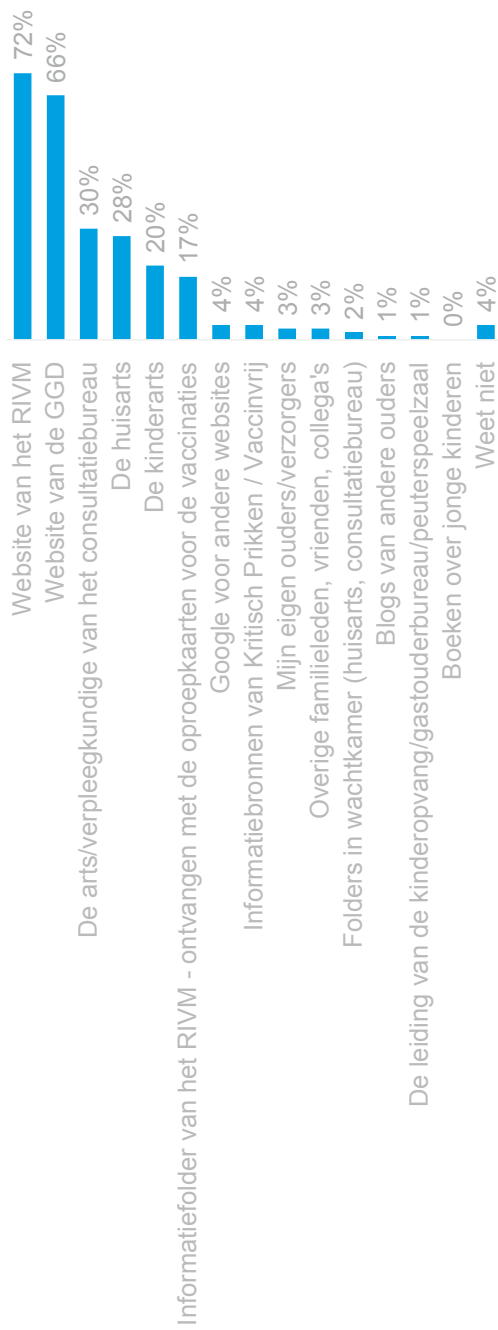 72%
66%
30%
28%
20%
17%
4%
4%
3%
3%
2%
1%
1%
0%
4%
Website van het RIVM
Website van de GGD
De arts/verpleegkundige van het consultatiebureau
De huisarts
De kinderarts
Informatiefolder van het RIVM - ontvangen met de oproepkaarten voor de vaccinaties
Google voor andere websites
Informatiebronnen van Kritisch Prikken / Vaccinvrij
Mijn eigen ouders/verzorgers
Overige familieleden, vrienden, collega's
Folders in wachtkamer (huisarts, consultatiebureau)
Blogs van andere ouders
De leiding van de kinderopvang/gastouderbureau/peuterspeelzaal
Boeken over jonge kinderen
Weet niet